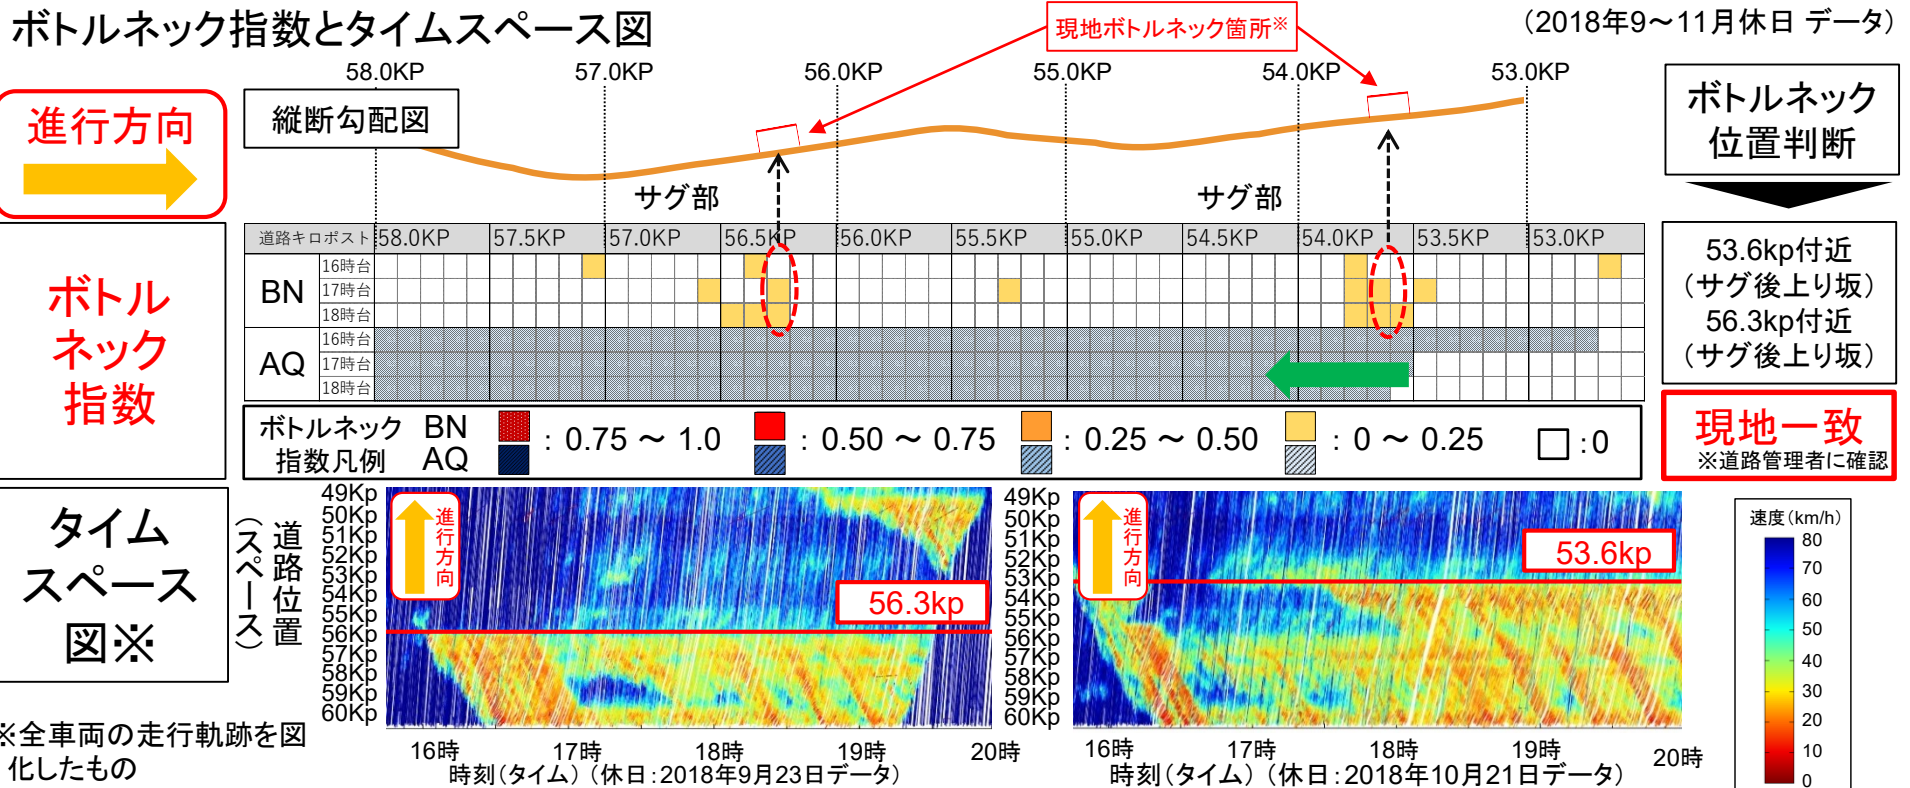 ボトルネック指数とタイムスペース図
(2018年9～11月休日 データ)
現地ボトルネック箇所※
58.0KP 57.0KP 56.0KP 55.0KP 54.0KP 53.0KP
進行方向
縦断勾配図
サグ部 サグ部
ボトルネック
位置判断
道路キロポスト 58.0KP 57.5KP 57.0KP 56.5KP 56.0KP 55.5KP 55.0KP 54.5KP 54.0KP 53.5KP 53.0KP
ボトル
ネック
指数
BN
16時台
17時台
18時台
AQ
16時台
17時台
18時台
53.6kp付近
(サグ後上り坂)
56.3kp付近
(サグ後上り坂)
現地一致
※道路管理者に確認
ボトルネック BN
指数凡例 AQ
: 0.75 ～ 1.0 : 0.50 ～ 0.75 : 0.25 ～ 0.50 : 0 ～ 0.25 : 0
タイム
スペース
図※
※全車両の走行軌跡を図
化したもの
道路位置
(スペース)
49Kp
50Kp
51Kp
52Kp
53Kp
54Kp
55Kp
56Kp
57Kp
58Kp
59Kp
60Kp
進行方向
56.3kp
16時 17時 18時 19時 20時
時刻(タイム) (休日:2018年9月23日データ)
49Kp
50Kp
51Kp
52Kp
53Kp
54Kp
55Kp
56Kp
57Kp
58Kp
59Kp
60Kp
進行方向
53.6kp
16時 17時 18時 19時 20時
時刻(タイム) (休日:2018年10月21日データ)
速度(km/h)
80
70
60
50
40
30
20
10
0